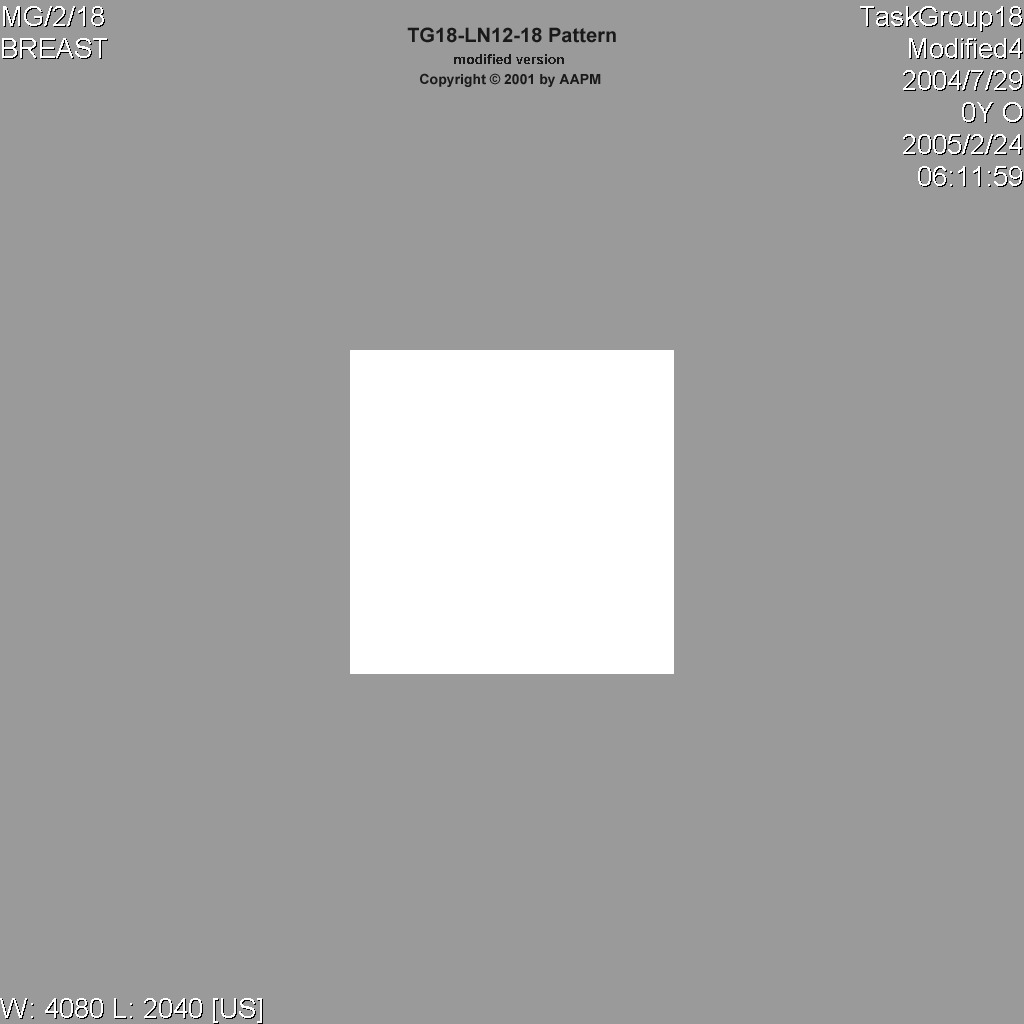 MG/2/18
BREAST
TG18-LN12-18 Pattern
modified version
Copyright © 2001 by AAPM
TaskGroup18
Modified4
2004/7/29
0Y O
2005/2/24
06:11:59
W: 4080 L: 2040 [US]